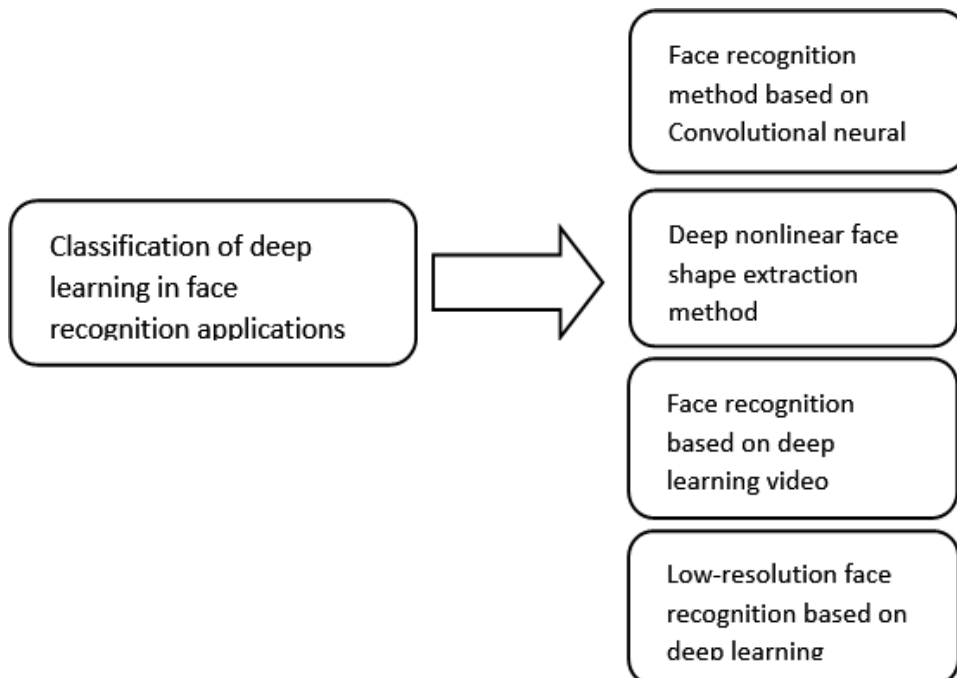 Face recognition
method based on
Convolutional neural
Classification of deep
learning in face
recognition applications
Deep nonlinear face
shape extraction
method
Face recognition
based on deep
learning video
Low-resolution face
recognition based on
deep learning